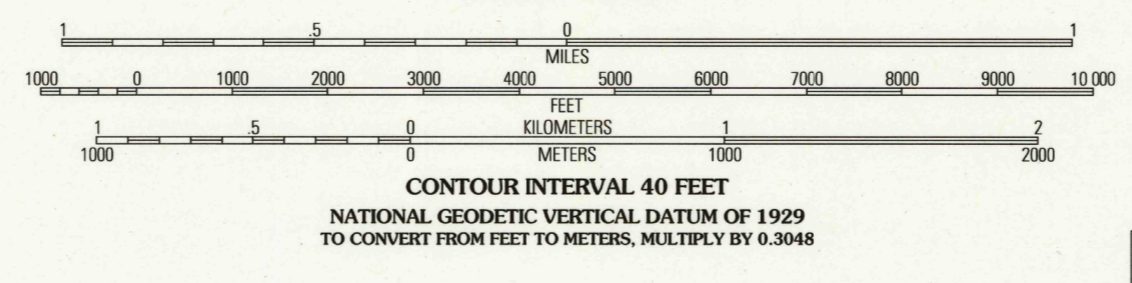 1 .5 0 1
MILES
1000 0 1000 2000 3000 4000 5000 6000 7000 8000 9000 10 000
FEET
1 .5 0 KILOMETERS 1 2
1000 0 METERS 1000 2000
CONTOUR INTERVAL 40 FEET
NATIONAL GEODETIC VERTICAL DATUM OF 1929
TO CONVERT FROM FEET TO METERS, MULTIPLY BY 0.3048